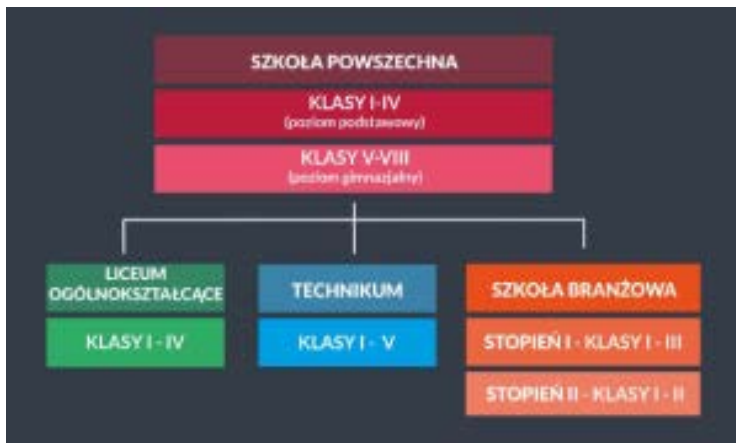 SZKOŁA POWSZECHNA
KLASY I-IV
(poziom podstawowy)
KLASY V-VIII
(poziom gimnazjalny)
LICEUM
OGÓLNOKSZTAŁCĄCE
KLASY I - IV
TECHNIKUM
KLASY I - V
SZKOŁA BRANŻOWA
STOPIEŃ I - KLASY I - III
STOPIEŃ II - KLASY I - II